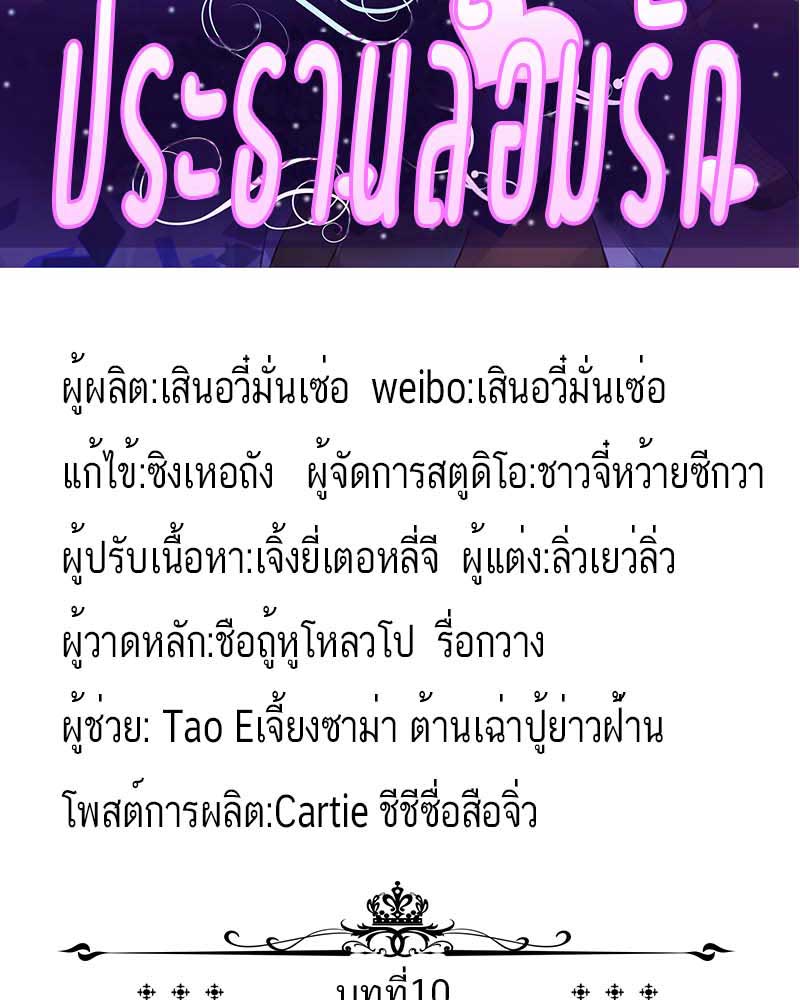 ประธานล้อมรัก
ผู้ผลิต:เสินอวี๋มั่นเซ่อ weibo:เสินอวี๋มั่นเซ่อ
แก้ไข้:ซิงเหอถัง ผู้จัดการสตูดิโอ:ชาวจี๋หว้ายซีกวา
ผู้ปรับเนื้อหา:เจิ้งยี่เตอหลี่จี ผู้แต่ง:ลิ่วเยว่ลิ่ว
ผู้วาดหลัก:ชือถู้หูโหลวโป รื่อกวาง
ผู้ช่วย: Tao Eเจี้ยงซาม่า ต้านเฉ่าปู้ย่าวฝ้าน
โพสต์การผลิต:Cartie ชีชีซื่อสือจิ่ว
บทที่10